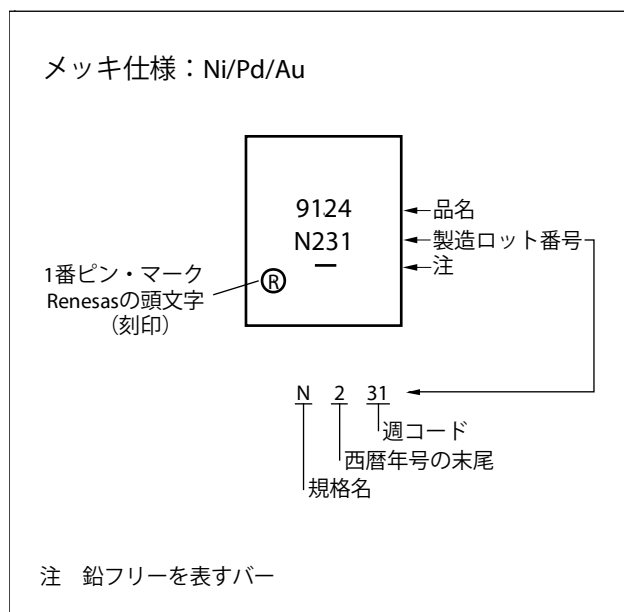 メッキ仕様：Ni/Pd/Au
9124
N231
品名
製造ロット番号
注
1番ピン・マーク
Renesasの頭文字
（刻印）
R
N 2 31
週コード
西暦年号の末尾
規格名
注　鉛フリーを表すバー